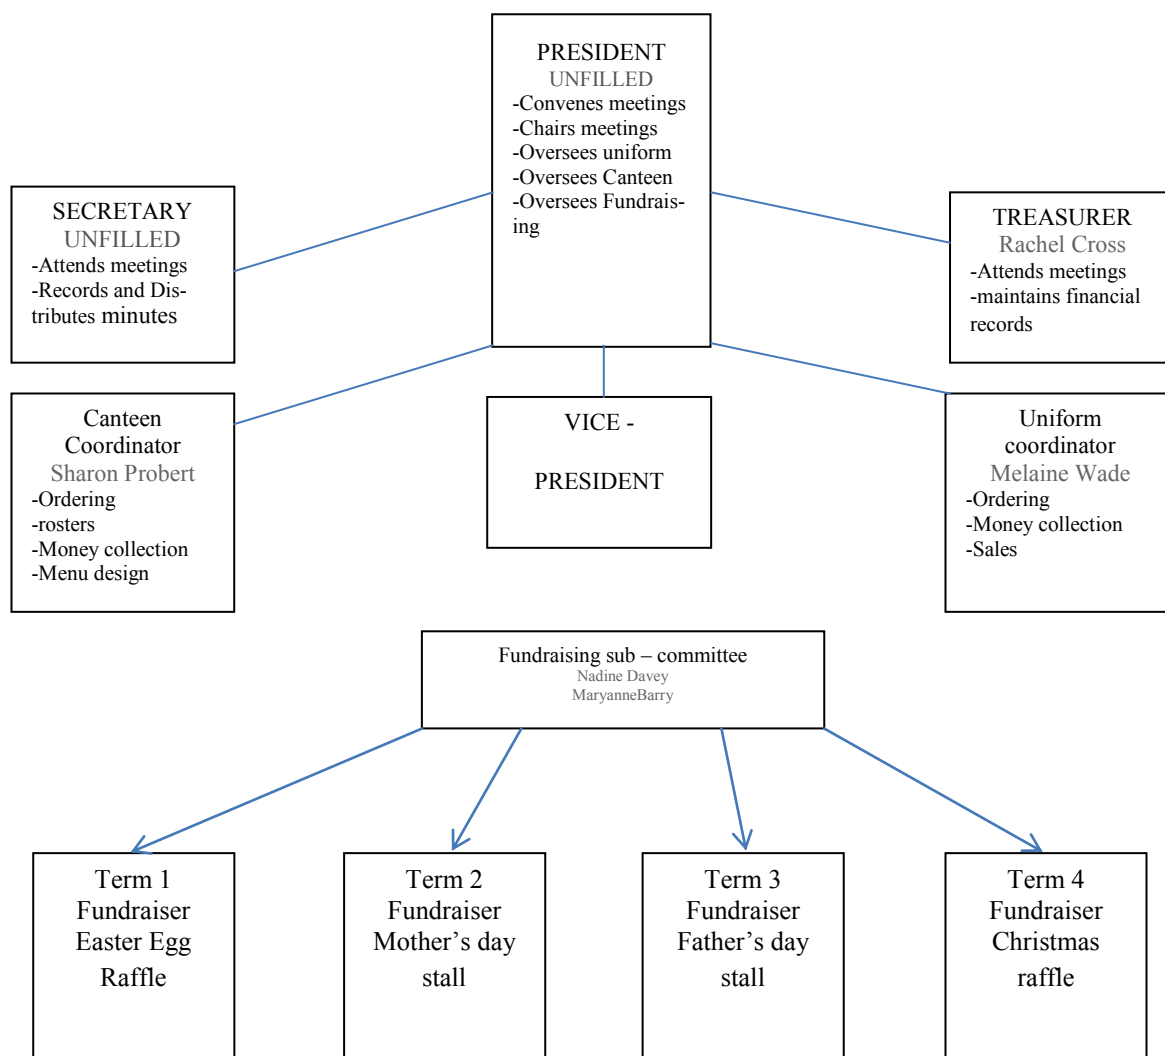 PRESIDENT
UNFILLED
-Convenes meetings
-Chairs meetings
-Oversees uniform
-Oversees Canteen
-Oversees Fundrais-
ing
SECRETARY
UNFILLED
-Attends meetings
-Records and Dis-
tributes minutes
TREASURER
Rachel Cross
-Attends meetings
-maintains financial
records
Canteen
Coordinator
Sharon Probert
-Ordering
-rosters
-Money collection
-Menu design
VICE -
PRESIDENT
Uniform
coordinator
Melaine Wade
-Ordering
-Money collection
-Sales
Fundraising sub – committee
Nadine Davey
MaryanneBarry
Term 1
Fundraiser
Easter Egg
Raffle
Term 2
Fundraiser
Mother’s day
stall
Term 3
Fundraiser
Father’s day
stall
Term 4
Fundraiser
Christmas
raffle